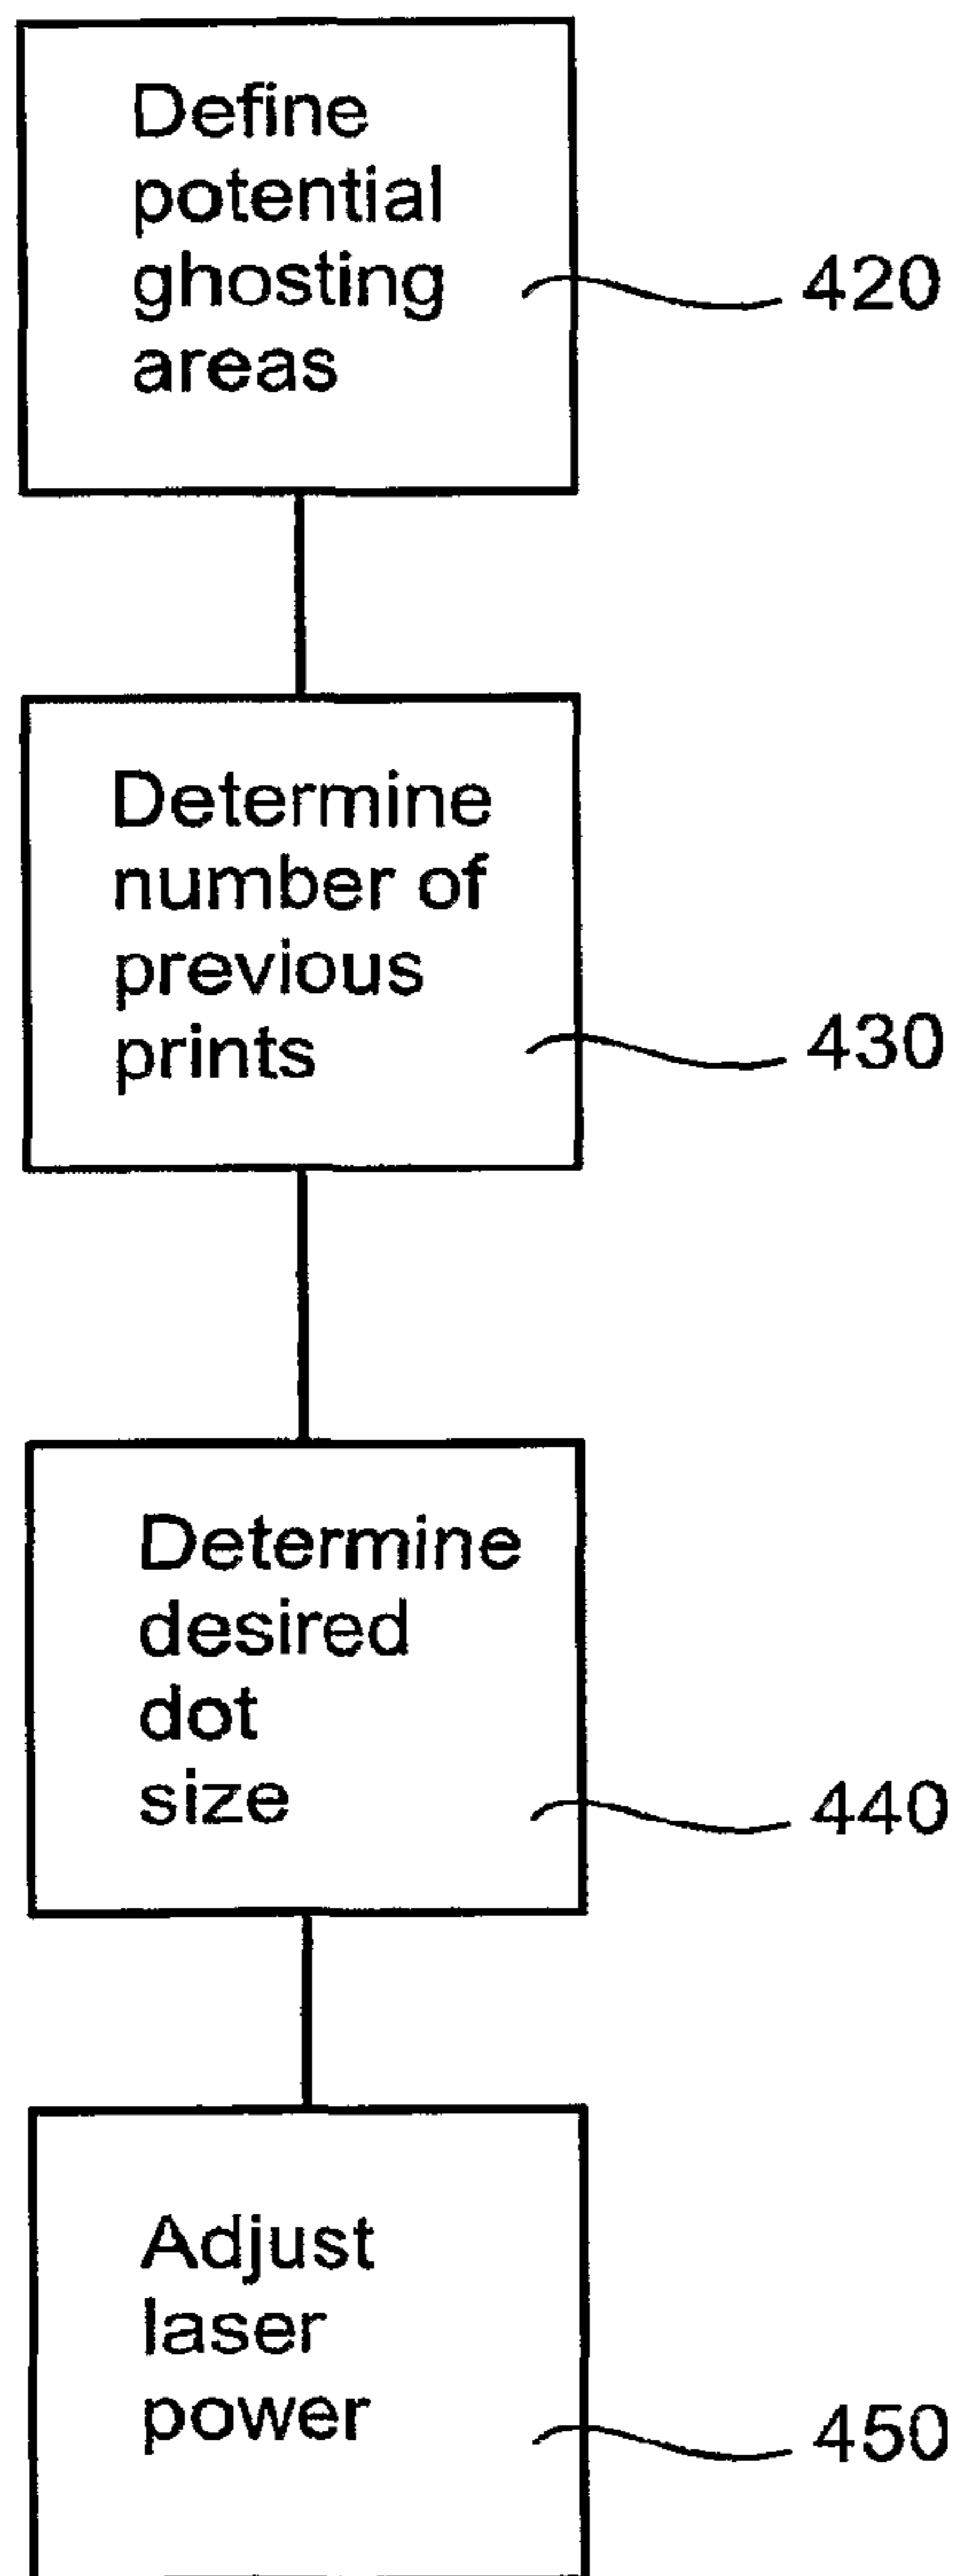 Define
potential
ghosting
areas
420
Determine
number of
previous
prints
430
Determine
desired
dot
size
440
Adjust
laser
power
450